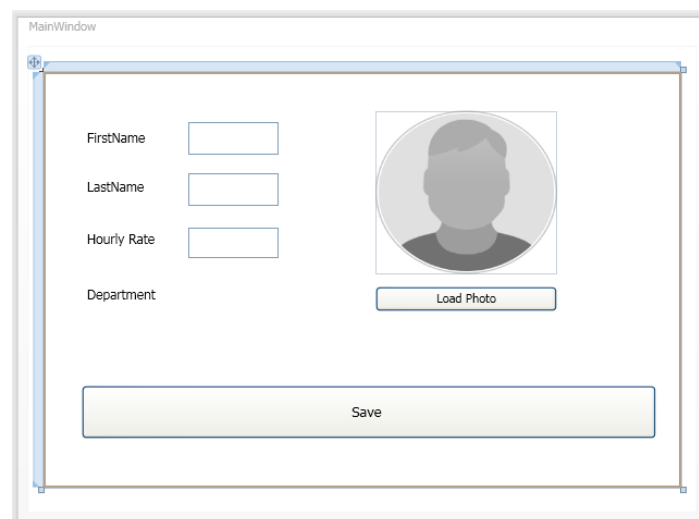 MainWindow
FirstName
LastName
Hourly Rate
Department
Load Photo
Save